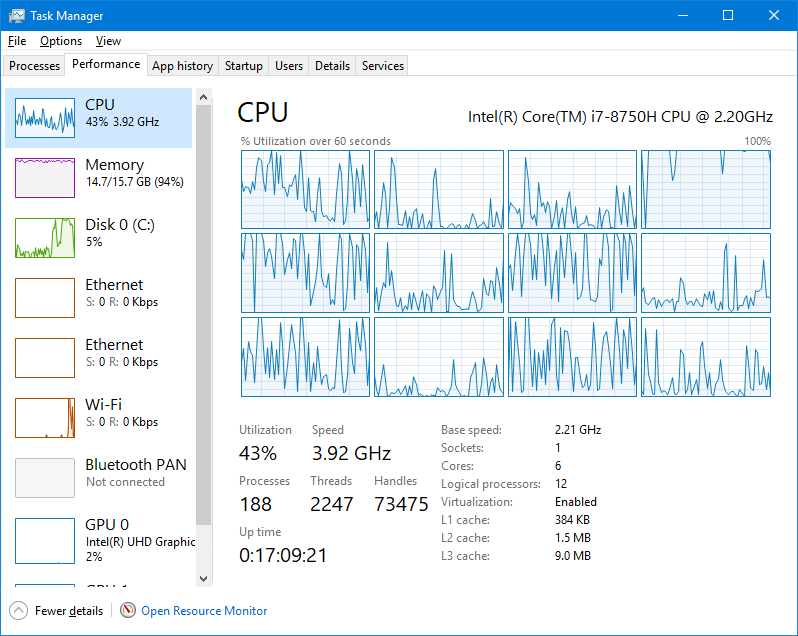 Task Manager
File Options View
Processes Performance App history Startup Users Details Services
CPU
43% 3.92 GHz
Memory
14.7/15.7 GB (94%)
Disk 0 (C:)
5%
Ethernet
S: 0 R: 0 Kbps
Ethernet
S: 0 R: 0 Kbps
Wi-Fi
S: 0 R: 0 Kbps
Bluetooth PAN
Not connected
GPU 0
Intel(R) UHD Graphic
2%
CPU
Intel(R) Core(TM) i7-8750H CPU @ 2.20GHz
% Utilization over 60 seconds 100%
Utilization Speed
43% 3.92 GHz
Processes Threads Handles
188 2247 73475
Up time
0:17:09:21
Base speed: 2.21 GHz
Sockets: 1
Cores: 6
Logical processors: 12
Virtualization: Enabled
L1 cache: 384 KB
L2 cache: 1.5 MB
L3 cache: 9.0 MB
Fewer details Open Resource Monitor